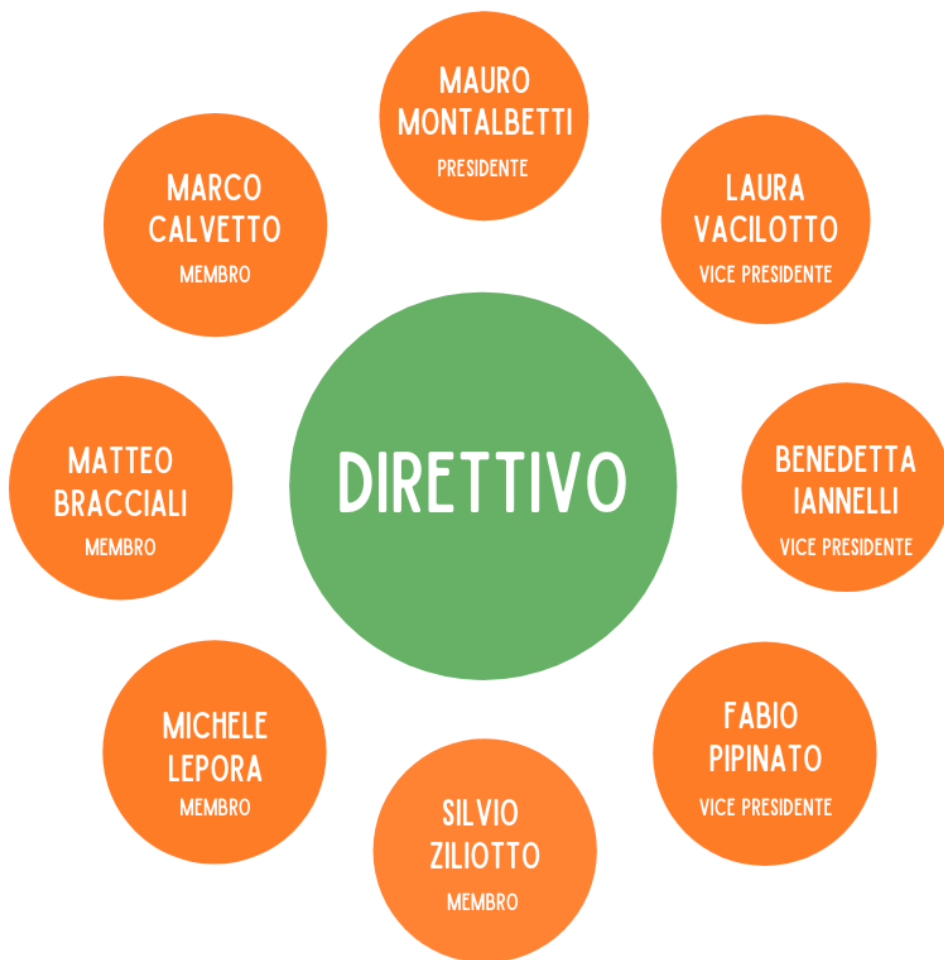 MAURO
MONTALBETTI
PRESIDENTE
LAURA
VACILOTTO
VICE PRESIDENTE
BENEDETTA
IANNELLI
VICE PRESIDENTE
FABIO
PIPINATO
VICE PRESIDENTE
SILVIO
ZILIOTTO
MEMBRO
MICHELE
LEPORA
MEMBRO
MATTEO
BRACCIALI
MEMBRO
MARCO
CALVETTO
MEMBRO
DIRETTIVO